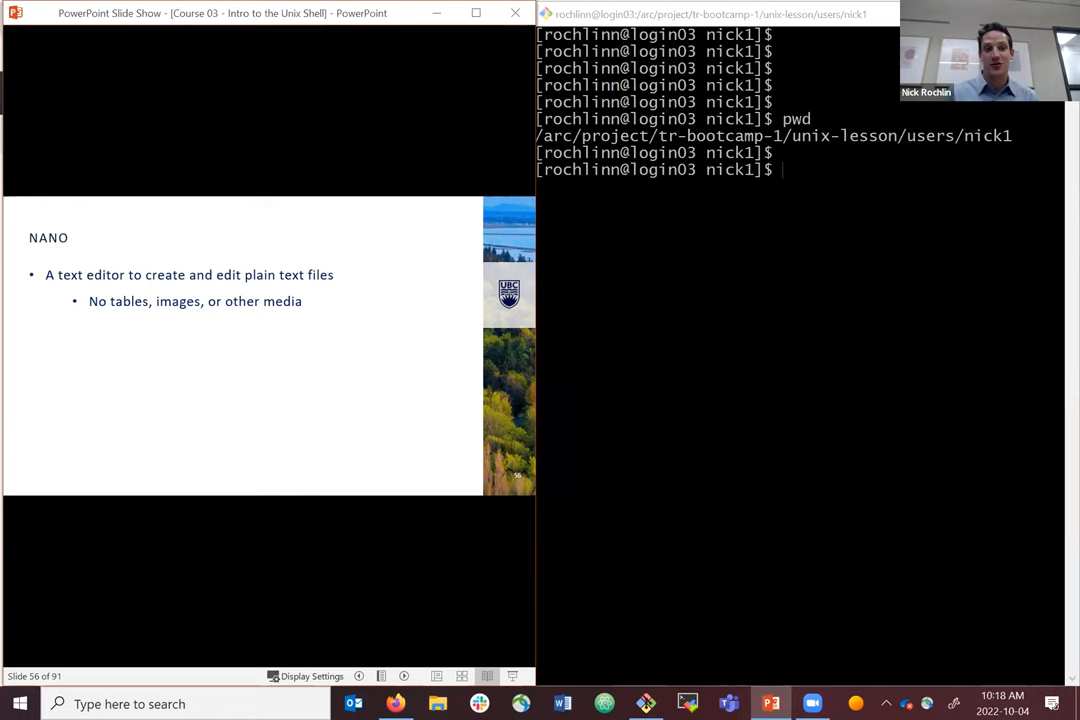 PowerPoint Slide Show - [Course 03 - Intro to the Unix Shell] - PowerPoint
NANO
• A text editor to create and edit plain text files
• No tables, images, or other media
UBC
56
Slide 56 of 91
Display Settings
rochlinn@login03:/arc/project/tr-bootcamp-1/unix-lesson/users/nick1
[rochlinn@login03 nick1]$
[rochlinn@login03 nick1]$
[rochlinn@login03 nick1]$
[rochlinn@login03 nick1]$
[rochlinn@login03 nick1]$
[rochlinn@login03 nick1]$ pwd
/arc/project/tr-bootcamp-1/unix-lesson/users/nick1
[rochlinn@login03 nick1]$
[rochlinn@login03 nick1]$
Nick Rochlin
Type here to search
10:18 AM
2022-10-04